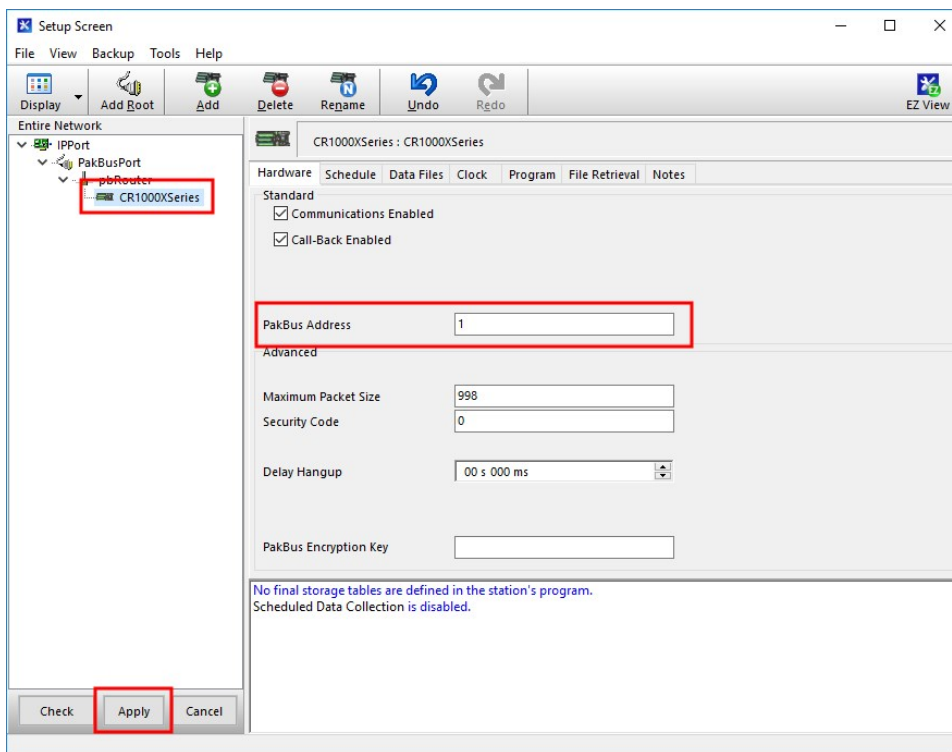 Setup Screen
File View Backup Tools Help
Display Add Root Add Delete Rename Undo Redo EZ View
Entire Network
IPPort
PakBusPort
pbRouter
CR1000XSeries
CR1000XSeries : CR1000XSeries
Hardware Schedule Data Files Clock Program File Retrieval Notes
Standard
Communications Enabled
Call-Back Enabled
PakBus Address 1
Advanced
Maximum Packet Size 998
Security Code 0
Delay Hangup 00 s 000 ms
PakBus Encryption Key
No final storage tables are defined in the station's program.
Scheduled Data Collection is disabled.
Check Apply Cancel